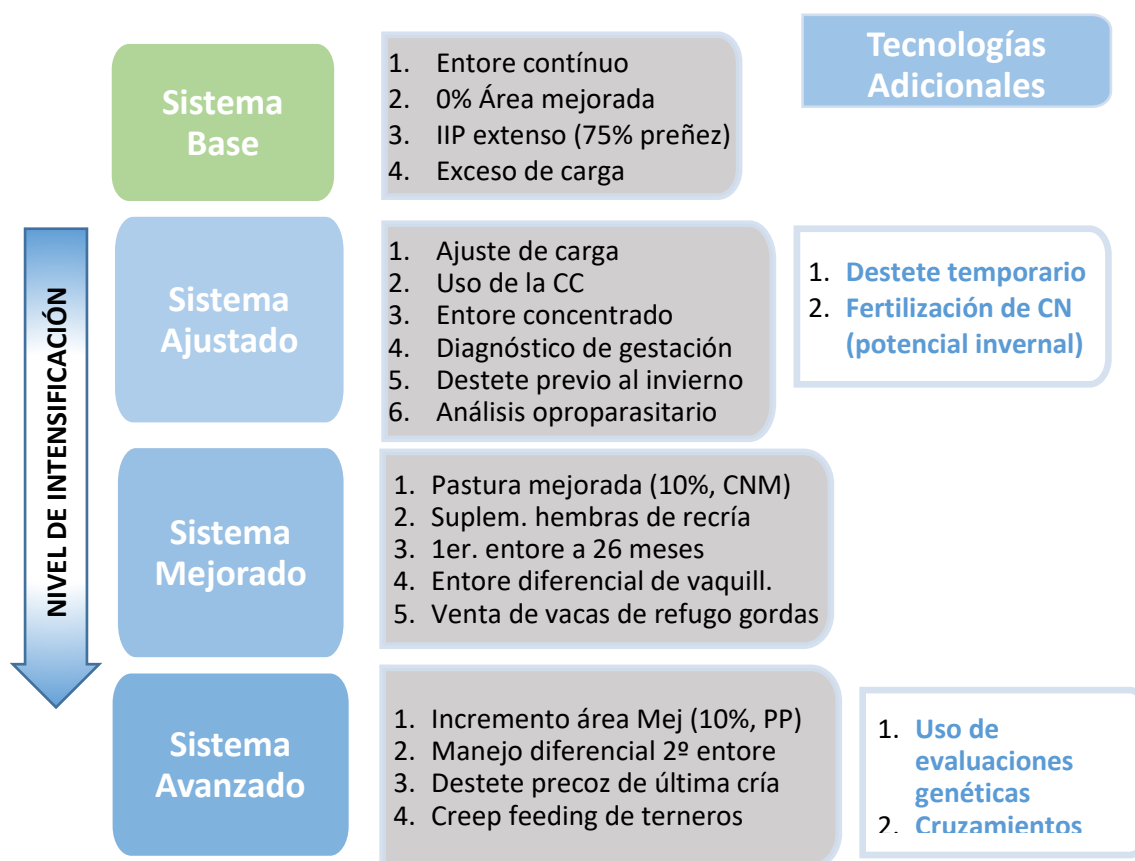 Tecnologías
Adicionales
Sistema
Base
1. Entore contínuo
2. 0% Área mejorada
3. IIP extenso (75% preñez)
4. Exceso de carga
NIVEL DE INTENSIFICACIÓN
Sistema
Ajustado
1. Ajuste de carga
2. Uso de la CC
3. Entore concentrado
4. Diagnóstico de gestación
5. Destete previo al invierno
6. Análisis oproparasitario
1. Destete temporario
2. Fertilización de CN
(potencial invernal)
Sistema
Mejorado
1. Pastura mejorada (10%, CNM)
2. Suplem. hembras de recría
3. 1er. entore a 26 meses
4. Entore diferencial de vaquill.
5. Venta de vacas de refugo gordas
Sistema
Avanzado
1. Incremento área Mej (10%, PP)
2. Manejo diferencial 2º entore
3. Destete precoz de última cría
4. Creep feeding de terneros
1. Uso de
evaluaciones
genéticas
2. Cruzamientos